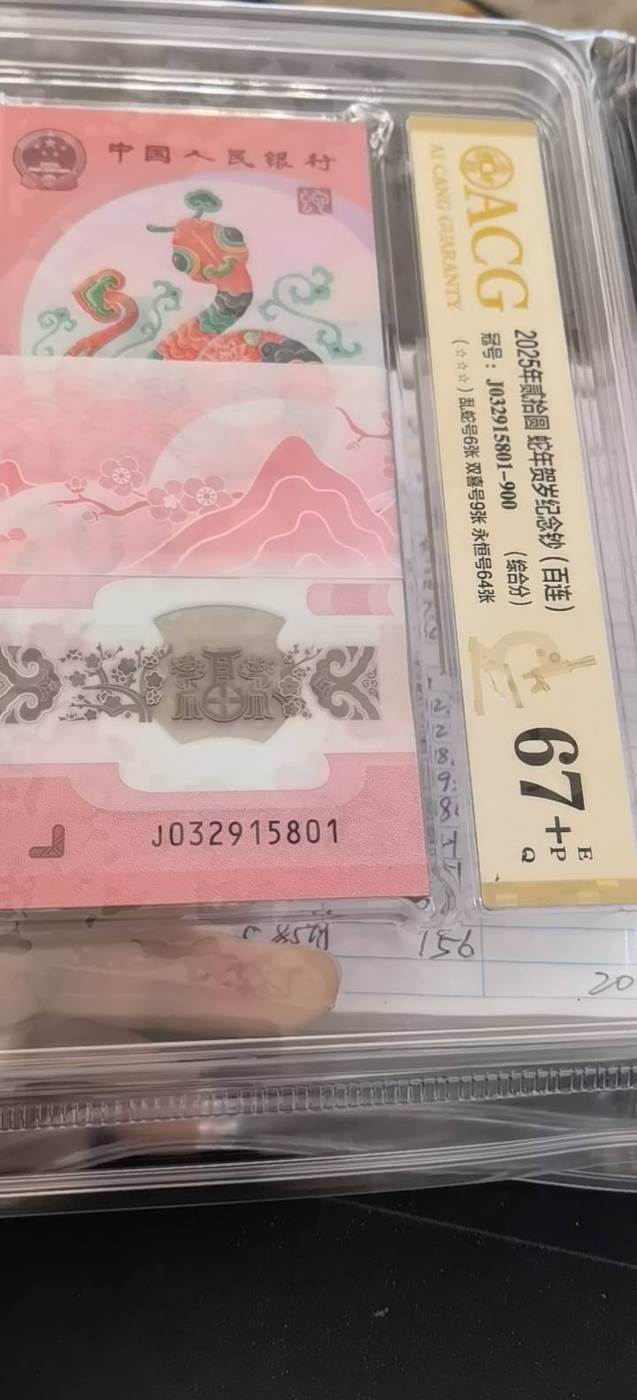 中国人民银行
J032915801
ACG
AI CANG GUARANTY
2025年贰拾圆 蛇年贺岁纪念钞（百连）
冠号：J032915801-900 （综合分）
（☆☆☆）乱蛇号6张 双喜号9张 永恒号64张
67+
E
P
Q
156
20